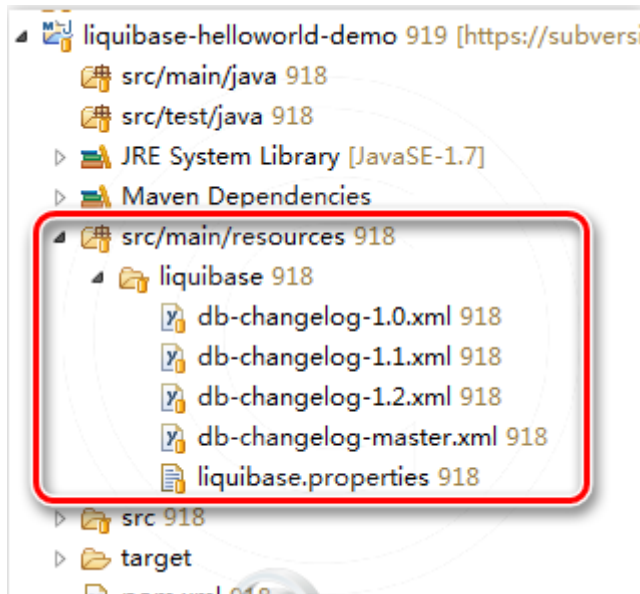 liquibase-helloworld-demo 919 [https://subversi
src/main/java 918
src/test/java 918
JRE System Library [JavaSE-1.7]
Maven Dependencies
src/main/resources 918
liquibase 918
db-changelog-1.0.xml 918
db-changelog-1.1.xml 918
db-changelog-1.2.xml 918
db-changelog-master.xml 918
liquibase.properties 918
src 918
target